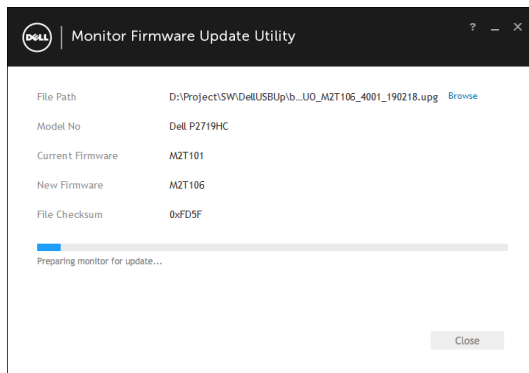 DELL Monitor Firmware Update Utility ? _ X
File Path D:\Project\SW\DellUSBUp\b...UO_M2T106_4001_190218.upg Browse
Model No Dell P2719HC
Current Firmware M2T101
New Firmware M2T106
File Checksum 0xFD5F
Preparing monitor for update...
Close